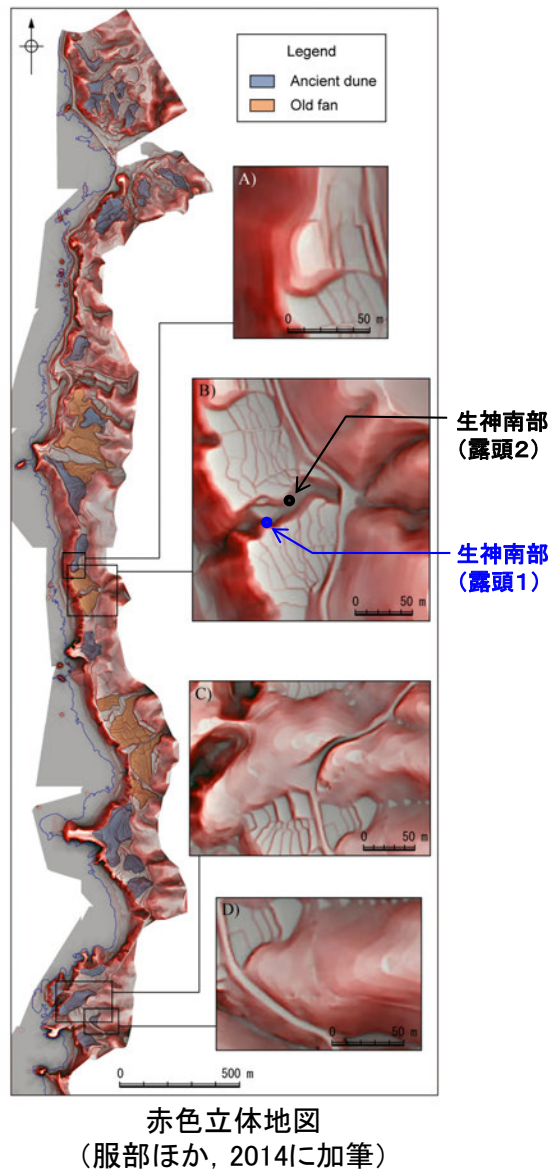 Legend
Ancient dune
Old fan
A)
0 50 m
B)
生神南部
(露頭2)
生神南部
(露頭1)
0 50 m
C)
0 50 m
D)
0 50 m
0 500 m
赤色立体地図
(服部ほか, 2014に加筆)